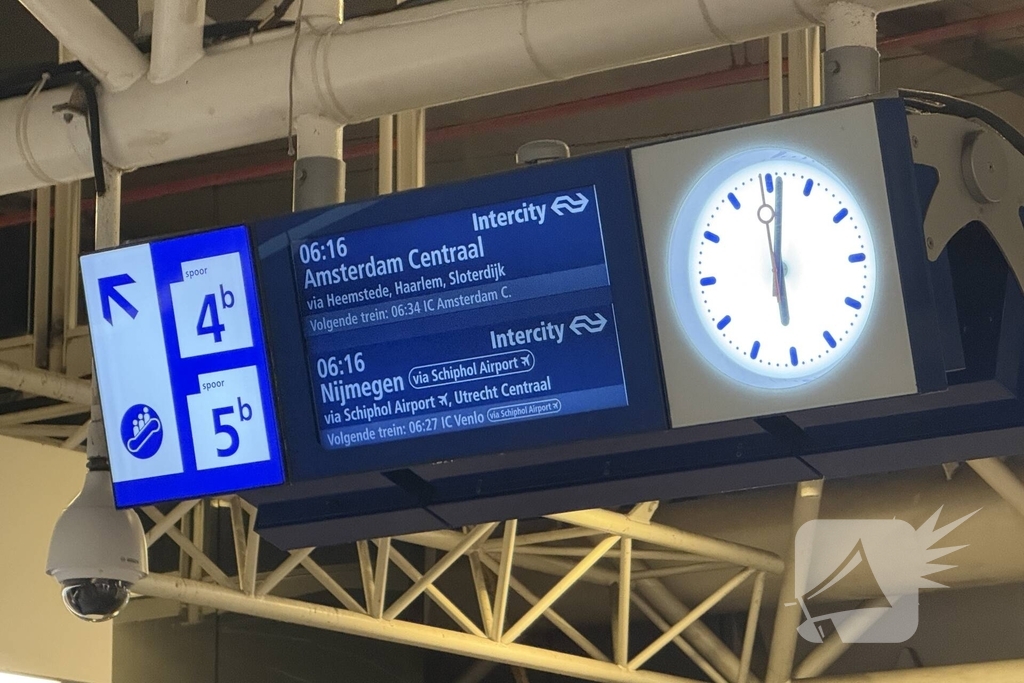 spoor
4b
spoor
5b
Intercity
06:16
Amsterdam Centraal
via Heemstede, Haarlem, Sloterdijk
Volgende trein: 06:34 IC Amsterdam C.
Intercity
06:16
Nijmegen via Schiphol Airport
via Schiphol Airport, Utrecht Centraal
Volgende trein: 06:27 IC Venlo via Schiphol Airport